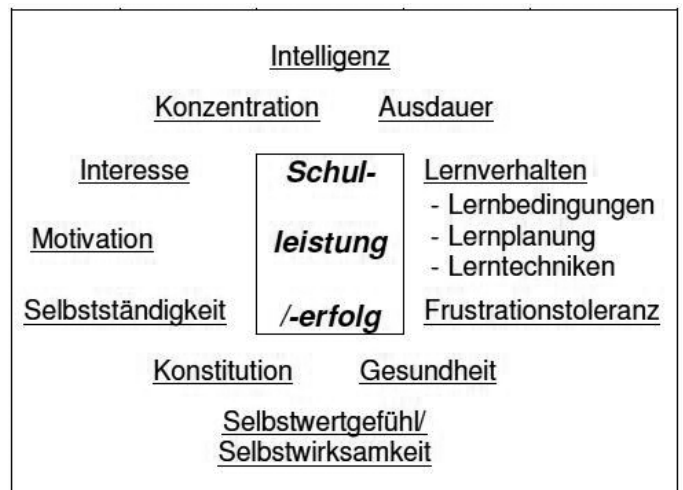 Intelligenz
Konzentration Ausdauer
Interesse Schul- Lernverhalten
- Lernbedingungen
Motivation leistung - Lernplanung
- Lerntechniken
Selbstständigkeit /-erfolg Frustrationstoleranz
Konstitution Gesundheit
Selbstwertgefühl/
Selbstwirksamkeit